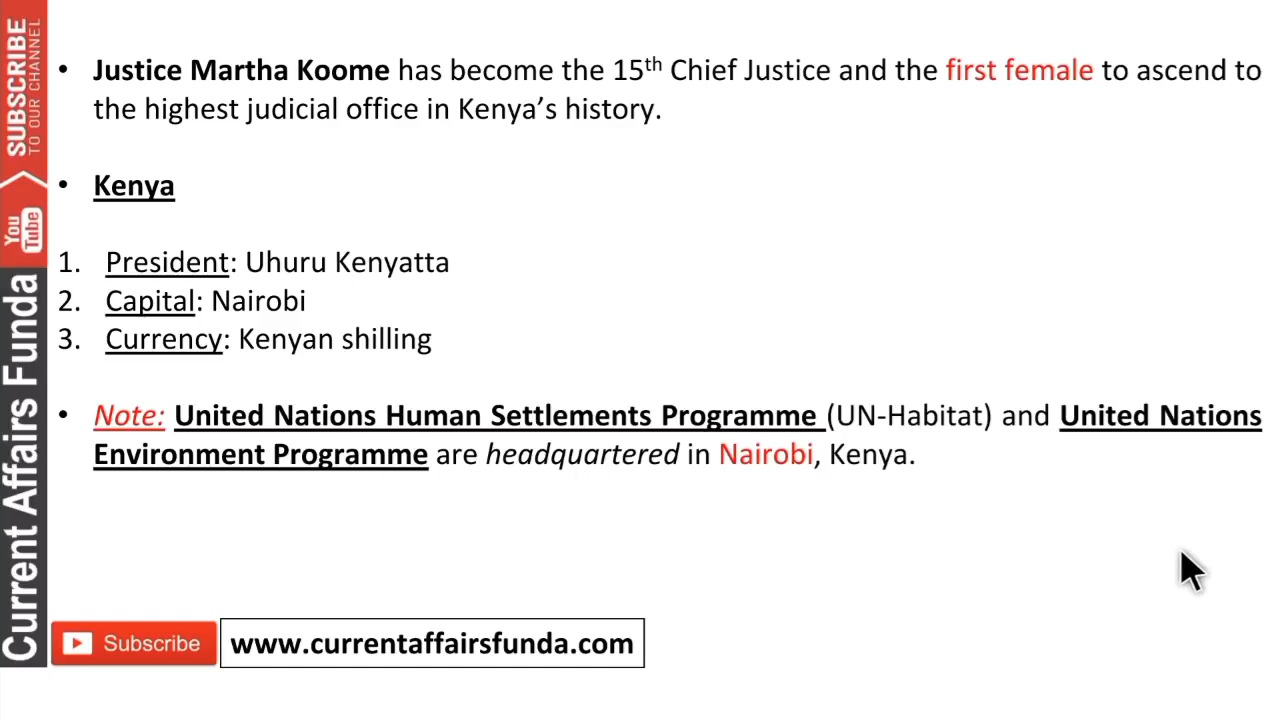 SUBSCRIBE
TO OUR CHANNEL
You
Tube
Current Affairs Funda
• Justice Martha Koome has become the 15th Chief Justice and the first female to ascend to
the highest judicial office in Kenya’s history.
• Kenya
1. President: Uhuru Kenyatta
2. Capital: Nairobi
3. Currency: Kenyan shilling
• Note: United Nations Human Settlements Programme (UN-Habitat) and United Nations
Environment Programme are headquartered in Nairobi, Kenya.
Subscribe
www.currentaffairsfunda.com